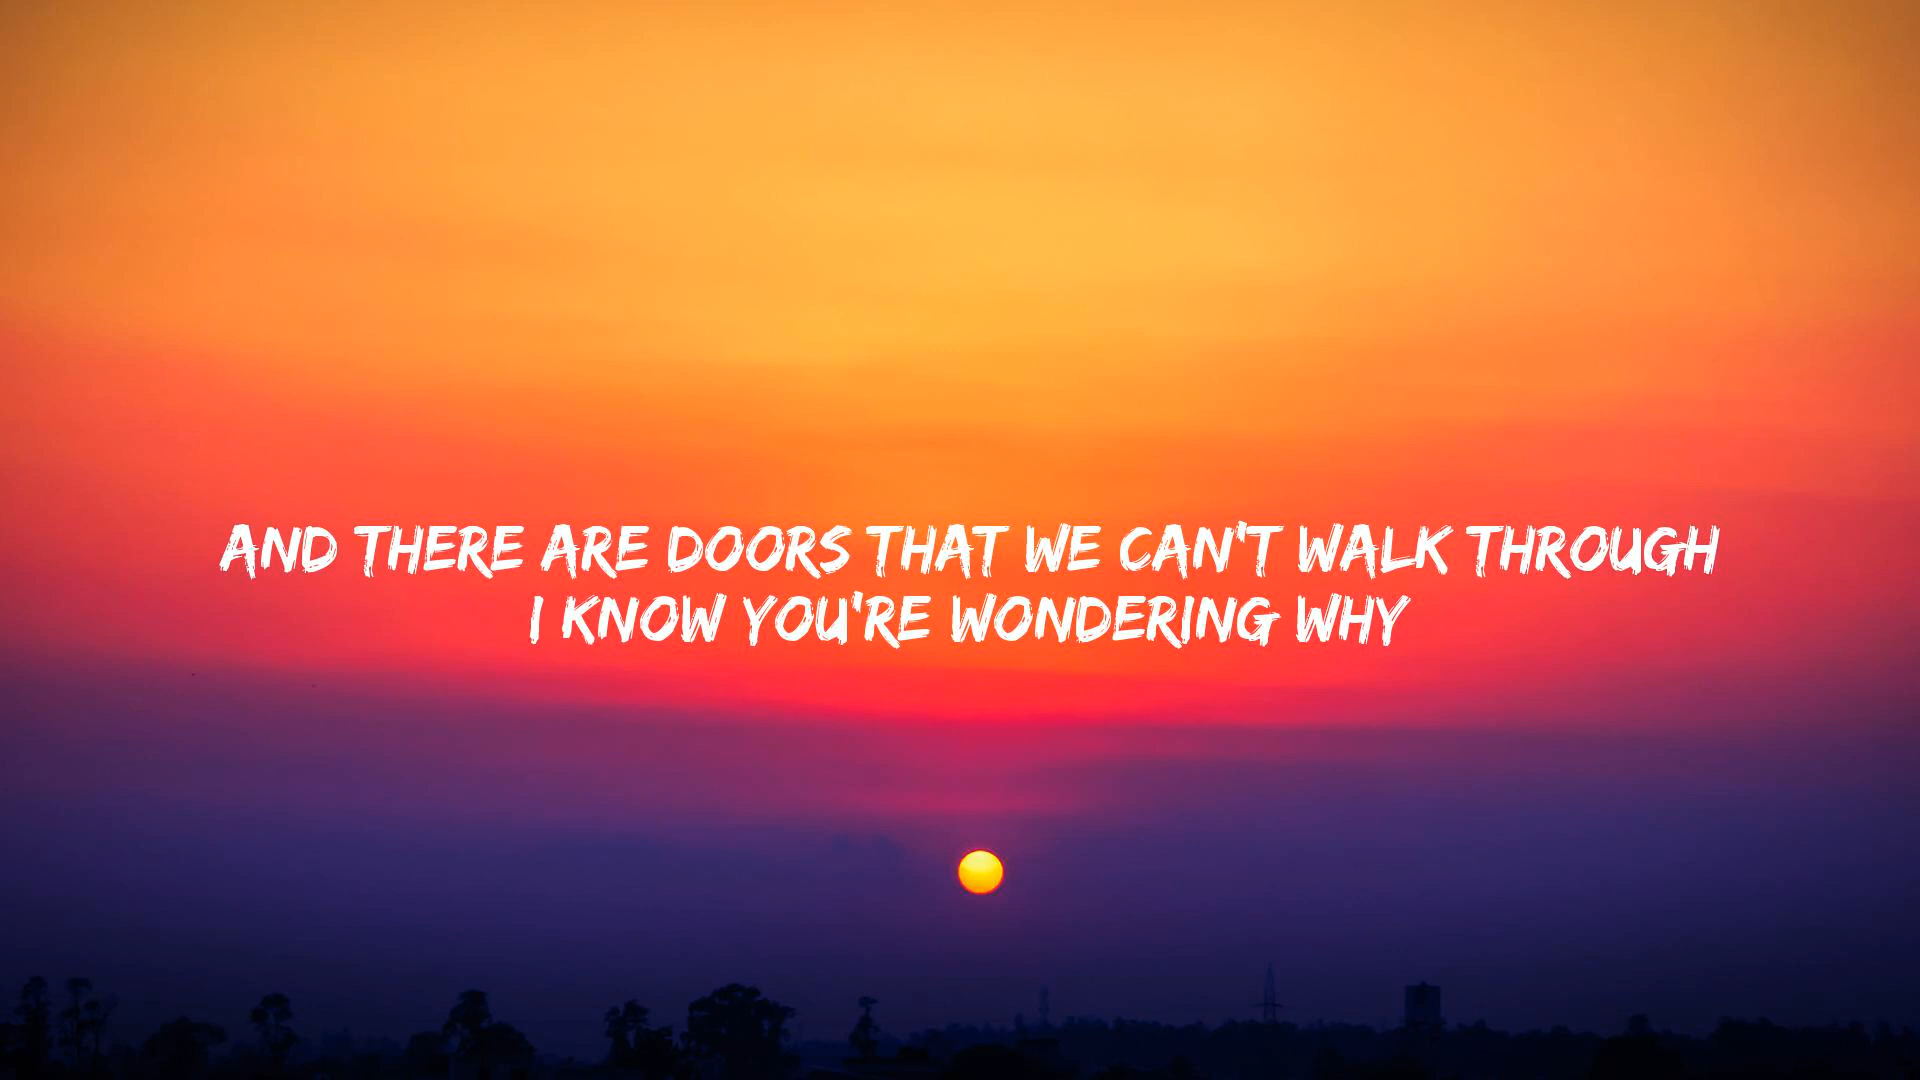 AND THERE ARE DOORS THAT WE CAN'T WALK THROUGH
I KNOW YOU'RE WONDERING WHY